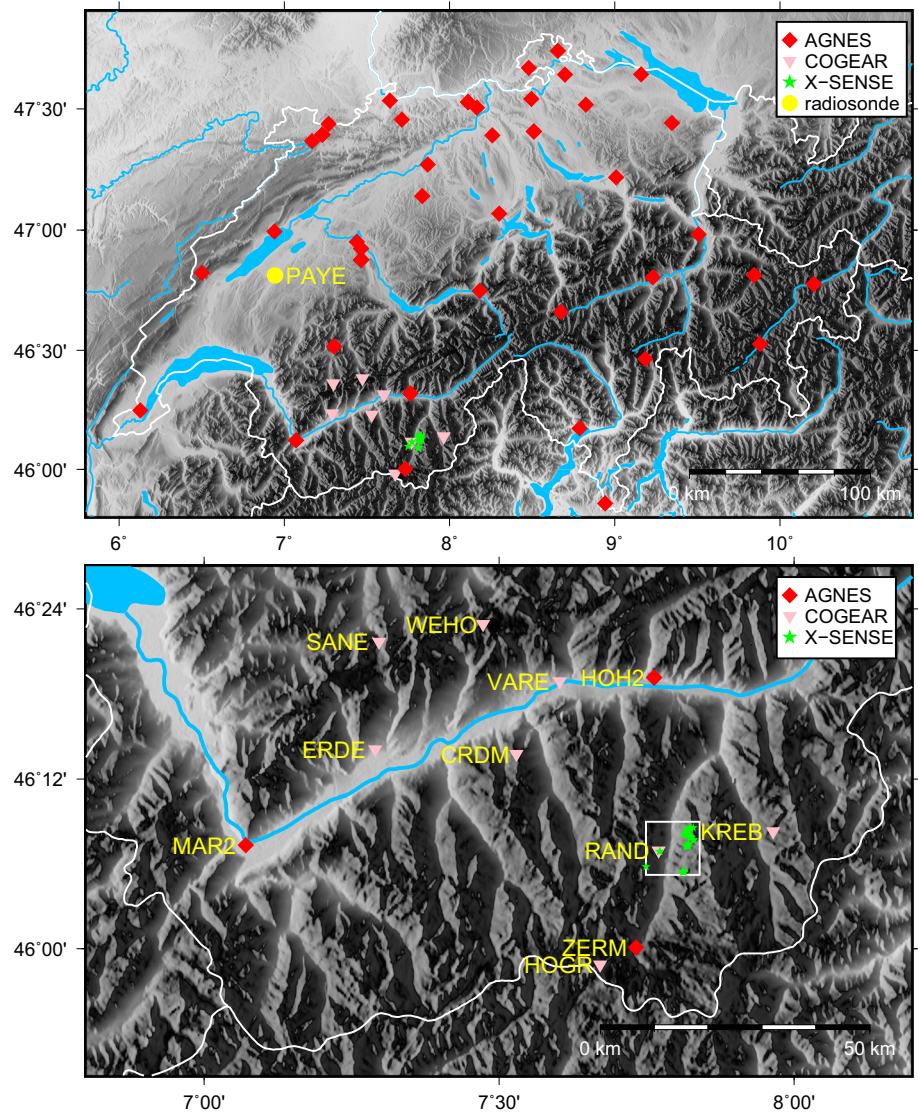 AGNES
COGEAR
X−SENSE
radiosonde
47˚30'
47˚00'
PAYE
46˚30'
46˚00'
0 km 100 km
6˚ 7˚ 8˚ 9˚ 10˚
AGNES
COGEAR
X−SENSE
46˚24'
WEHO
SANE
VARE HOH2
ERDE CRDM
46˚12'
MAR2 RAND KREB
46˚00'
ZERM
HOGR
0 km 50 km
7˚00' 7˚30' 8˚00'